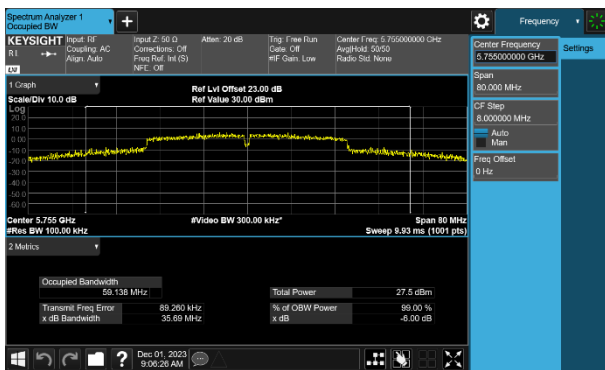 Spectrum Analyzer 1
Occupied BW
+
Frequency
KEYSIGHT
Input: RF
Coupling: AC
Align: Auto
Input Z: 50 Ω
Corrections: Off
Freq Ref: Int (S)
NFE: Off
Atten: 20 dB
Trig: Free Run
Gate: Off
#IF Gain: Low
Center Freq: 5.755000000 GHz
Avg|Hold: 50/50
Radio Std: None
Center Frequency
5.755000000 GHz
Settings
Span
80.000 MHz
CF Step
8.000000 MHz
Auto
Man
Freq Offset
0 Hz
1 Graph
Scale/Div 10.0 dB
Ref Lvl Offset 23.00 dB
Ref Value 30.00 dBm
Log
20.0
10.0
0.00
-10.0
-20.0
-30.0
-40.0
-50.0
-60.0
Center 5.755 GHz
#Res BW 100.00 kHz
#Video BW 300.00 kHz*
Span 80 MHz
Sweep 9.93 ms (1001 pts)
2 Metrics
Occupied Bandwidth
59.138 MHz
Total Power
27.5 dBm
Transmit Freq Error
89.260 kHz
% of OBW Power
99.00 %
x dB Bandwidth
35.69 MHz
x dB
-6.00 dB
?
Dec 01, 2023
9:06:26 AM